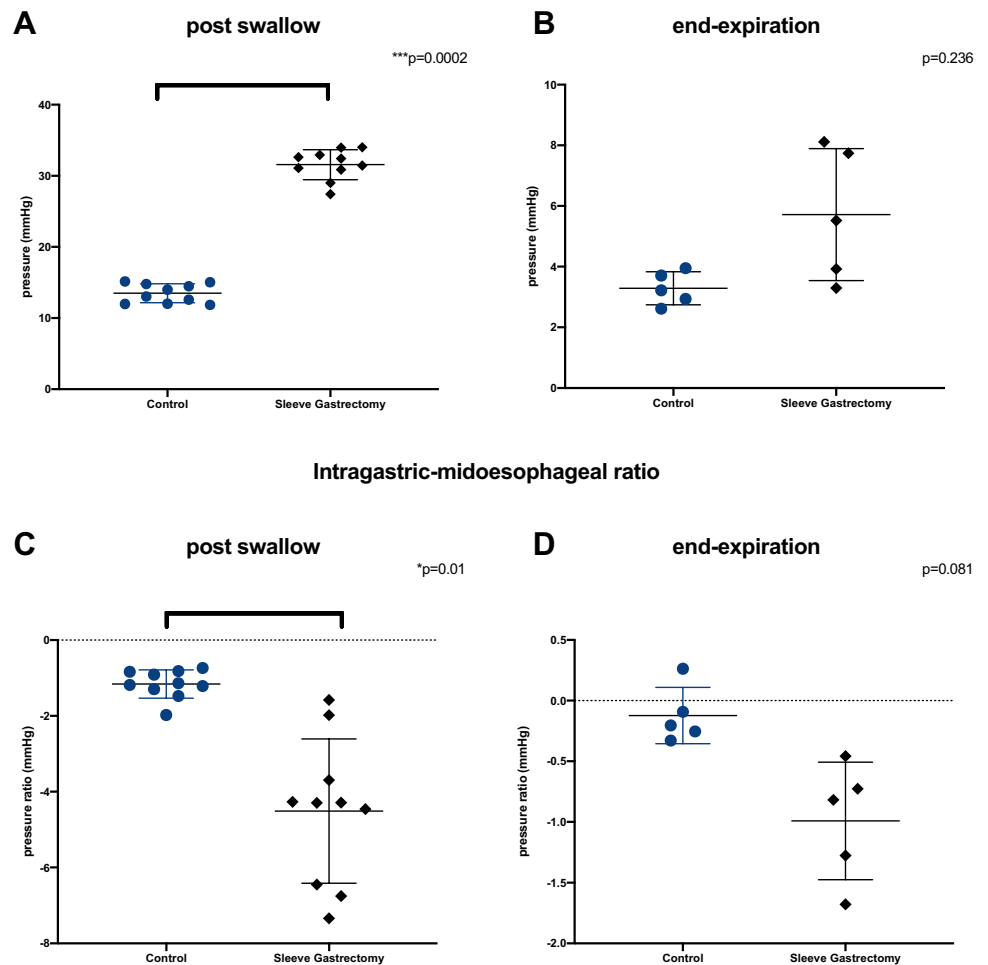 A
post swallow
***p=0.0002
40
30
20
10
0
pressure (mmHg)
Control
Sleeve Gastrectomy
B
end-expiration
p=0.236
10
8
6
4
2
0
pressure (mmHg)
Control
Sleeve Gastrectomy
Intragastric-midoesophageal ratio
C
post swallow
*p=0.01
0
-2
-4
-6
-8
pressure ratio (mmHg)
Control
Sleeve Gastrectomy
D
end-expiration
p=0.081
0.5
0.0
-0.5
-1.0
-1.5
-2.0
pressure ratio (mmHg)
Control
Sleeve Gastrectomy